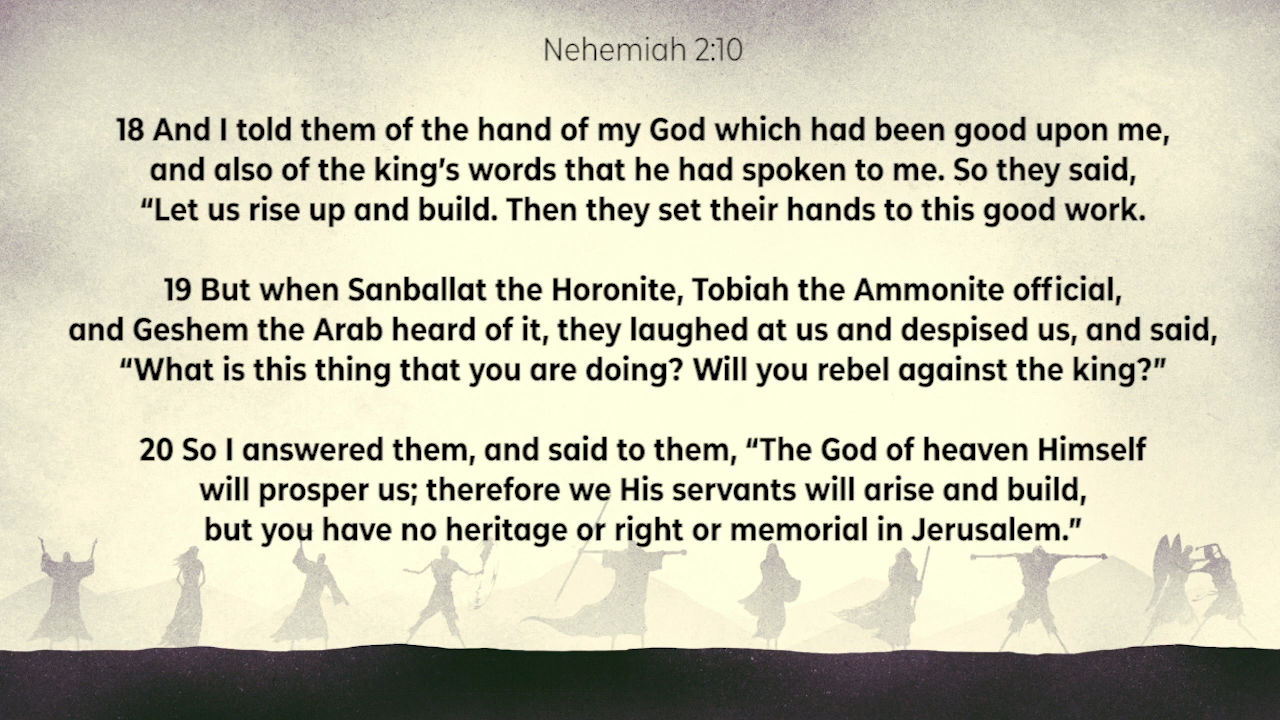 Nehemiah 2:10
18 And I told them of the hand of my God which had been good upon me,
and also of the king’s words that he had spoken to me. So they said,
“Let us rise up and build. Then they set their hands to this good work.
19 But when Sanballat the Horonite, Tobiah the Ammonite official,
and Geshem the Arab heard of it, they laughed at us and despised us, and said,
“What is this thing that you are doing? Will you rebel against the king?”
20 So I answered them, and said to them, “The God of heaven Himself
will prosper us; therefore we His servants will arise and build,
but you have no heritage or right or memorial in Jerusalem.”